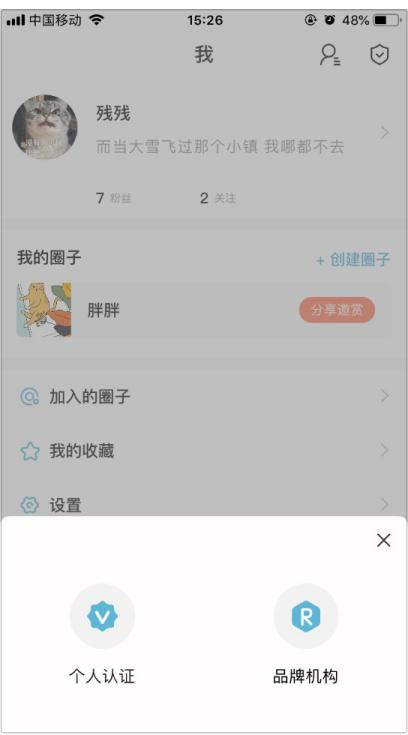 中国移动 15:26 48%
我
残残
而当大雪飞过那个小镇 我哪都不去
7 粉丝 2 关注
我的圈子 + 创建圈子
胖胖 分享邀赏
加入的圈子
我的收藏
设置
个人认证 品牌机构